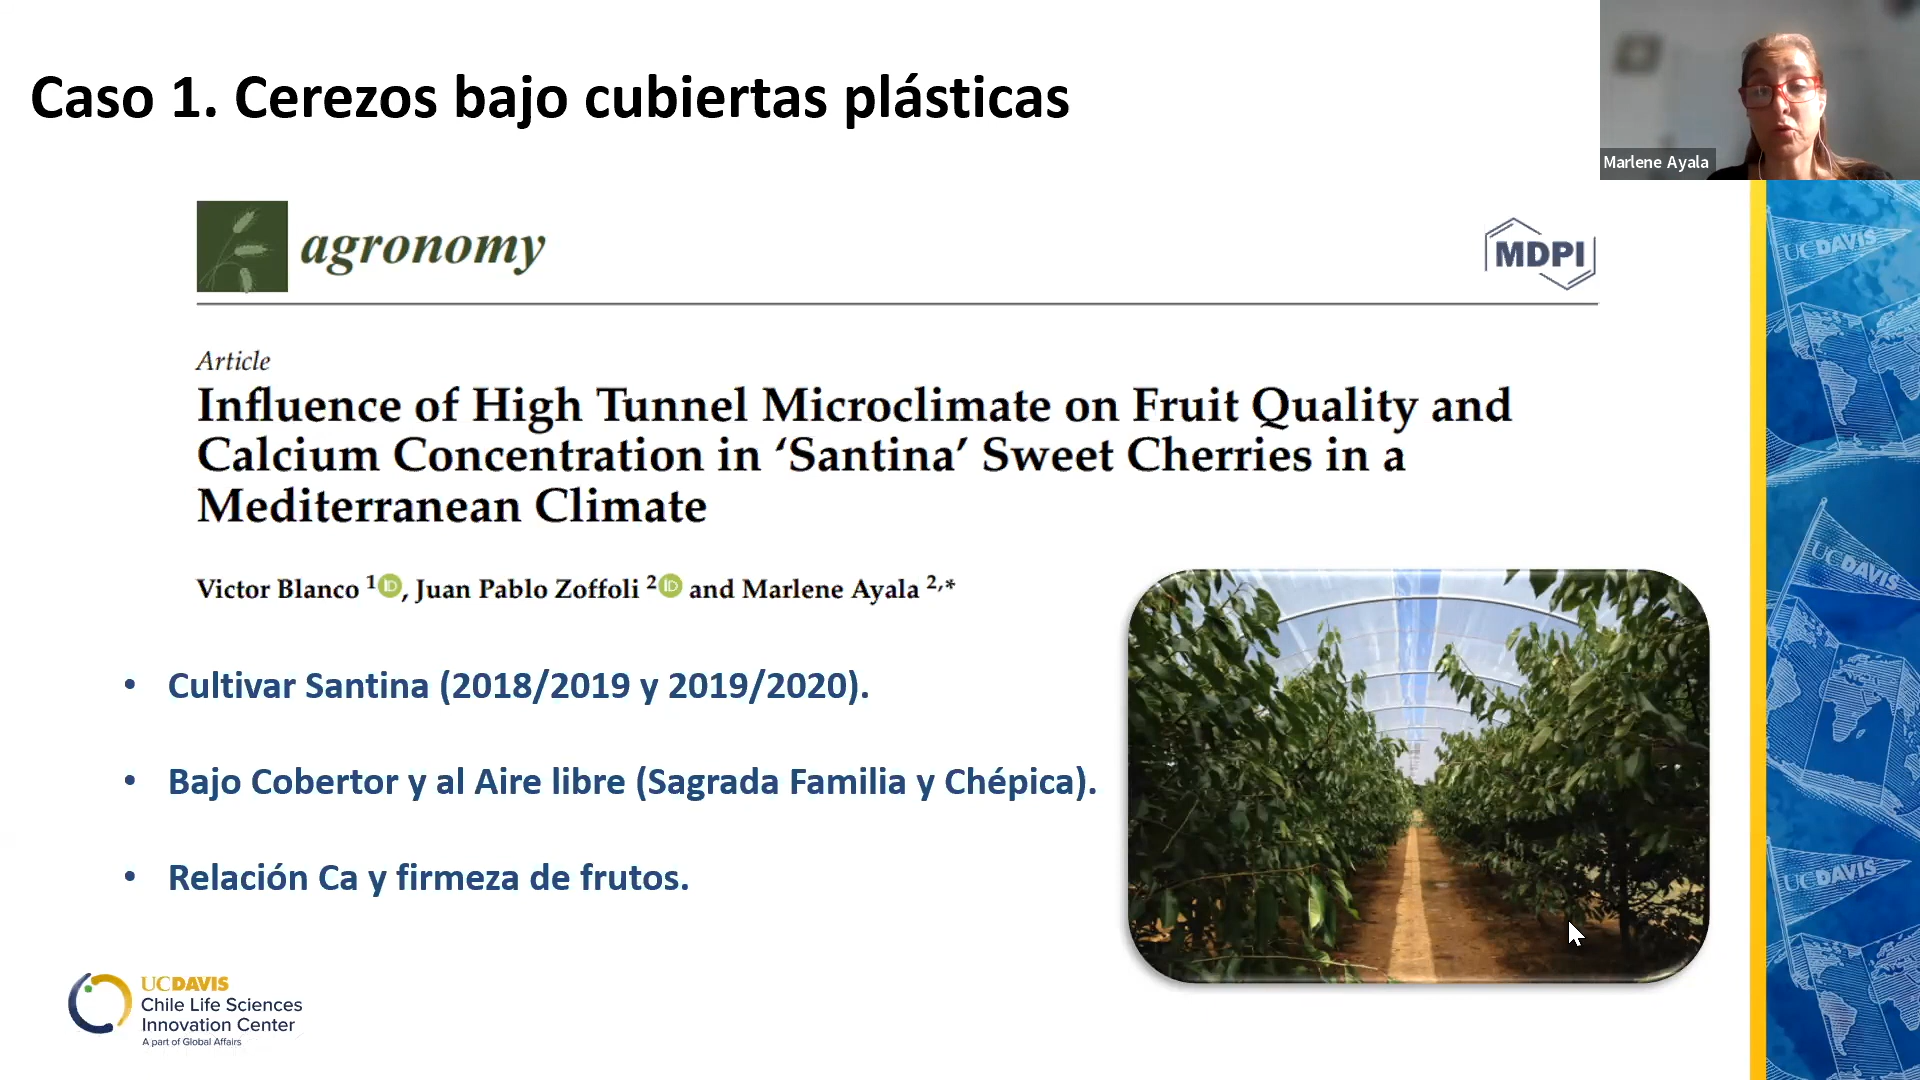 Caso 1. Cerezos bajo cubiertas plásticas
Marlene Ayala
agronomy
MDPI
Article
Influence of High Tunnel Microclimate on Fruit Quality and
Calcium Concentration in ‘Santina’ Sweet Cherries in a
Mediterranean Climate
Victor Blanco 1 iD, Juan Pablo Zoffoli 2 iD and Marlene Ayala 2,*
• Cultivar Santina (2018/2019 y 2019/2020).
• Bajo Cobertor y al Aire libre (Sagrada Familia y Chépica).
• Relación Ca y firmeza de frutos.
UCDAVIS
Chile Life Sciences
Innovation Center
A part of Global Affairs
UC DAVIS
UC DAVIS
UC DAVIS